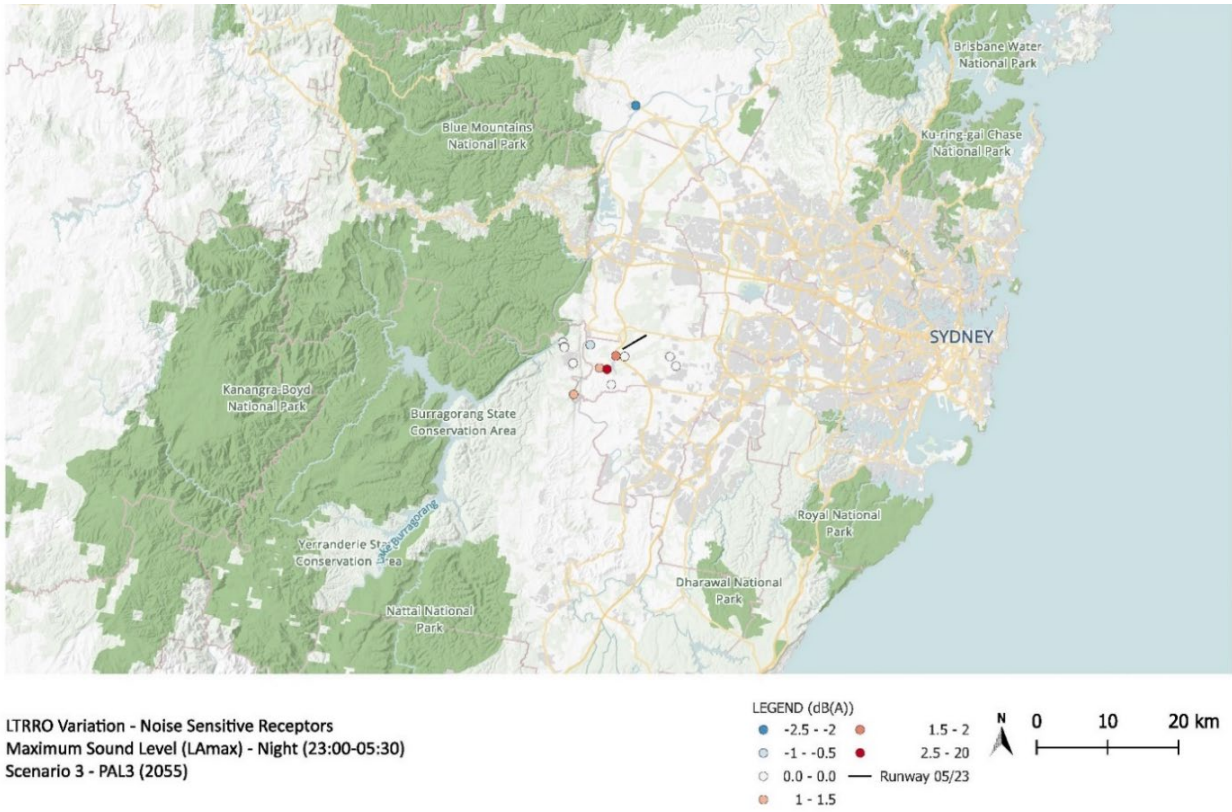 Brisbane Water
National Park
Blue Mountains
National Park
Ku-ring-gai Chase
National Park
SYDNEY
Kanangra-Boyd
National Park
Burragorang State
Conservation Area
Royal National
Park
Lake Burragorang
Yerranderie State
Conservation Area
Dharawal National
Park
Nattai National
Park
LTRRO Variation - Noise Sensitive Receptors
Maximum Sound Level (LAmax) - Night (23:00-05:30)
Scenario 3 - PAL3 (2055)
LEGEND (dB(A))
-2.5 - -2
1.5 - 2
-1 - -0.5
2.5 - 20
0.0 - 0.0
Runway 05/23
1 - 1.5
N
0 10 20 km